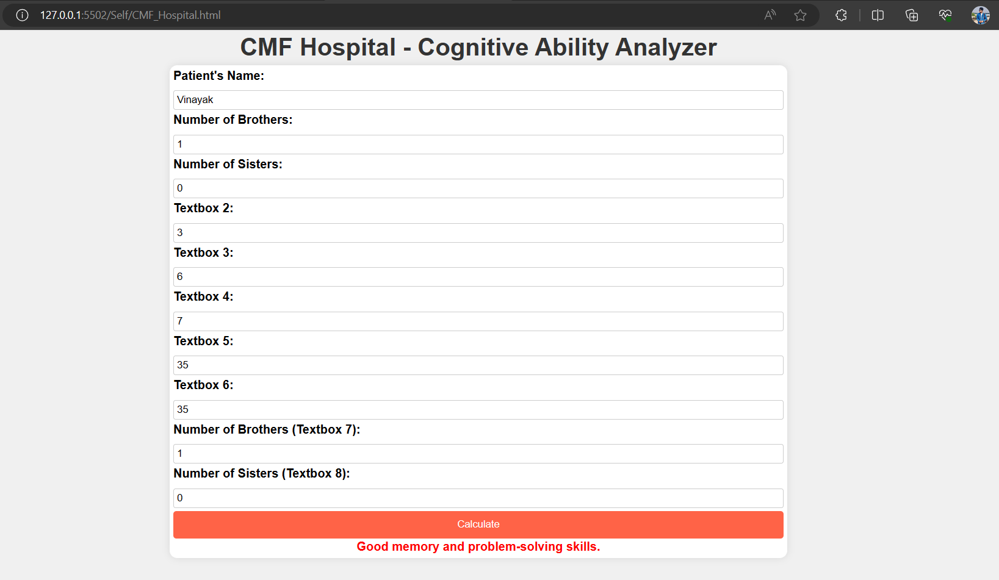 127.0.0.1:5502/Self/CMF_Hospital.html
CMF Hospital - Cognitive Ability Analyzer
Patient's Name:
Vinayak
Number of Brothers:
1
Number of Sisters:
0
Textbox 2:
3
Textbox 3:
6
Textbox 4:
7
Textbox 5:
35
Textbox 6:
35
Number of Brothers (Textbox 7):
1
Number of Sisters (Textbox 8):
0
Calculate
Good memory and problem-solving skills.